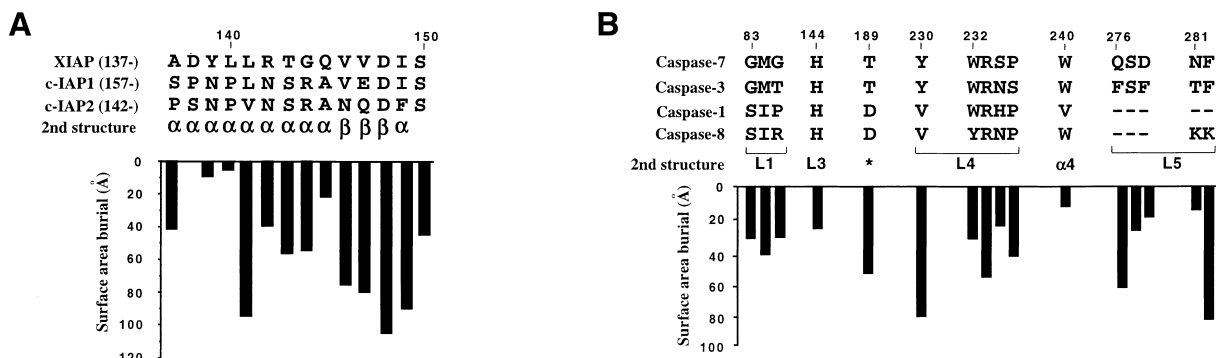 A
140 150
XIAP (137-) A D Y L L R T G Q V V D I S
c-IAP1 (157-) S P N P L N S R A V E D I S
c-IAP2 (142-) P S N P V N S R A N Q D F S
2nd structure α α α α α α α α α β β β α
Surface area burial (Å)
0
20
40
60
80
100
120
B
83 144 189 230 232 240 276 281
Caspase-7 GMG H T Y WRSP W QSD NF
Caspase-3 GMT H T Y WRNS W FSF TF
Caspase-1 SIP H D V WRHP V --- --
Caspase-8 SIR H D V YRNP W --- KK
2nd structure L1 L3 * L4 α4 L5
Surface area burial (Å)
0
20
40
60
80
100